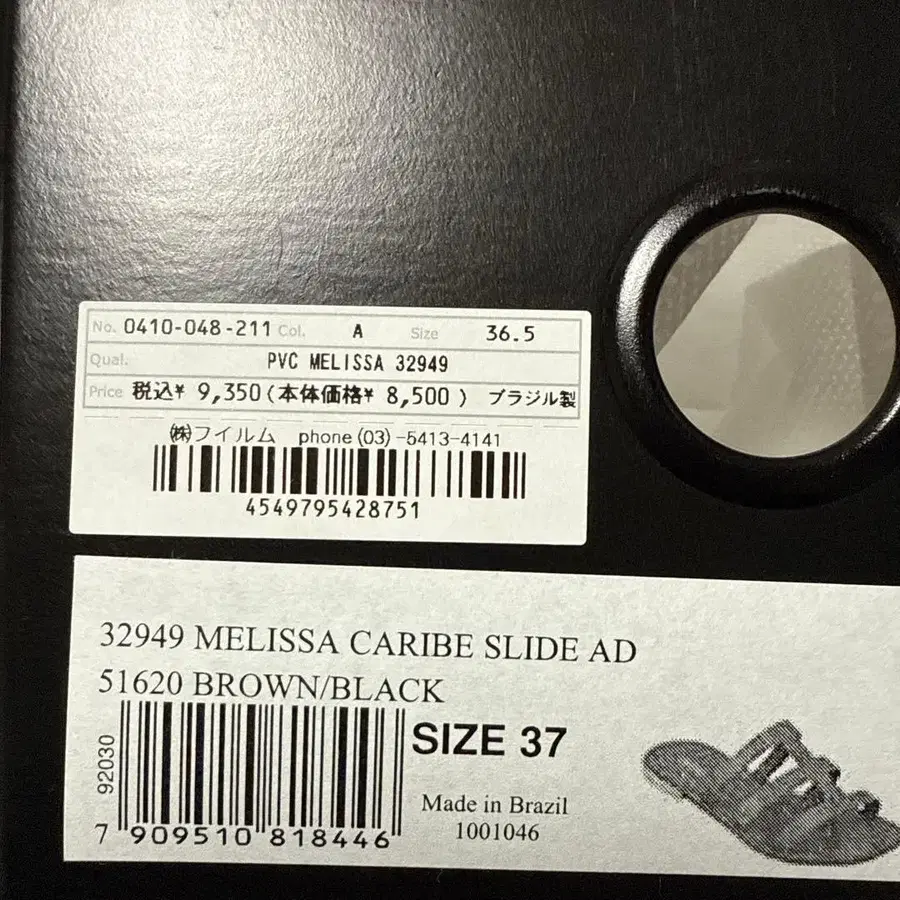 No. 0410-048-211 Col. A Size 36.5
Qual. PVC MELISSA 32949
Price 税込¥ 9,350(本体価格¥ 8,500 ) ブラジル製
㈱フイルム phone (03)-5413-4141
4549795428751
32949 MELISSA CARIBE SLIDE AD
51620 BROWN/BLACK
SIZE 37
92030
Made in Brazil
1001046
7 909510 818446